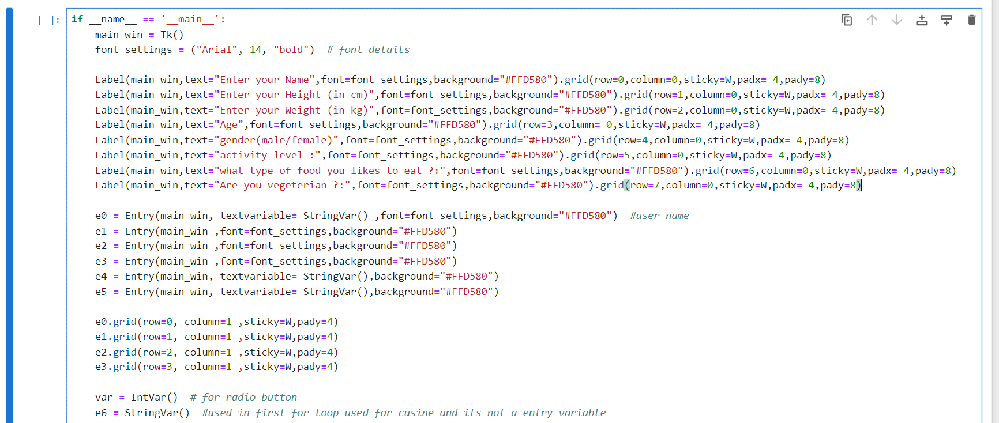 [ ]: if __name__ == '__main__':
    main_win = Tk()
    font_settings = ("Arial", 14, "bold")  # font details

    Label(main_win,text="Enter your Name",font=font_settings,background="#FFD580").grid(row=0,column=0,sticky=W,padx= 4,pady=8)
    Label(main_win,text="Enter your Height (in cm)",font=font_settings,background="#FFD580").grid(row=1,column=0,sticky=W,padx= 4,pady=8)
    Label(main_win,text="Enter your Weight (in kg)",font=font_settings,background="#FFD580").grid(row=2,column=0,sticky=W,padx= 4,pady=8)
    Label(main_win,text="Age",font=font_settings,background="#FFD580").grid(row=3,column= 0,sticky=W,padx= 4,pady=8)
    Label(main_win,text="gender(male/female)",font=font_settings,background="#FFD580").grid(row=4,column=0,sticky=W,padx= 4,pady=8)
    Label(main_win,text="activity level :",font=font_settings,background="#FFD580").grid(row=5,column=0,sticky=W,padx= 4,pady=8)
    Label(main_win,text="what type of food you likes to eat ?:",font=font_settings,background="#FFD580").grid(row=6,column=0,sticky=W,padx= 4,pady=8)
    Label(main_win,text="Are you vegeterian ?:",font=font_settings,background="#FFD580").grid(row=7,column=0,sticky=W,padx= 4,pady=8)

    e0 = Entry(main_win, textvariable= StringVar() ,font=font_settings,background="#FFD580")  #user name
    e1 = Entry(main_win ,font=font_settings,background="#FFD580")
    e2 = Entry(main_win ,font=font_settings,background="#FFD580")
    e3 = Entry(main_win ,font=font_settings,background="#FFD580")
    e4 = Entry(main_win, textvariable= StringVar(),background="#FFD580")
    e5 = Entry(main_win, textvariable= StringVar(),background="#FFD580")

    e0.grid(row=0, column=1 ,sticky=W,pady=4)
    e1.grid(row=1, column=1 ,sticky=W,pady=4)
    e2.grid(row=2, column=1 ,sticky=W,pady=4)
    e3.grid(row=3, column=1 ,sticky=W,pady=4)

    var = IntVar()  # for radio button
    e6 = StringVar()  #used in first for loop used for cusine and its not a entry variable